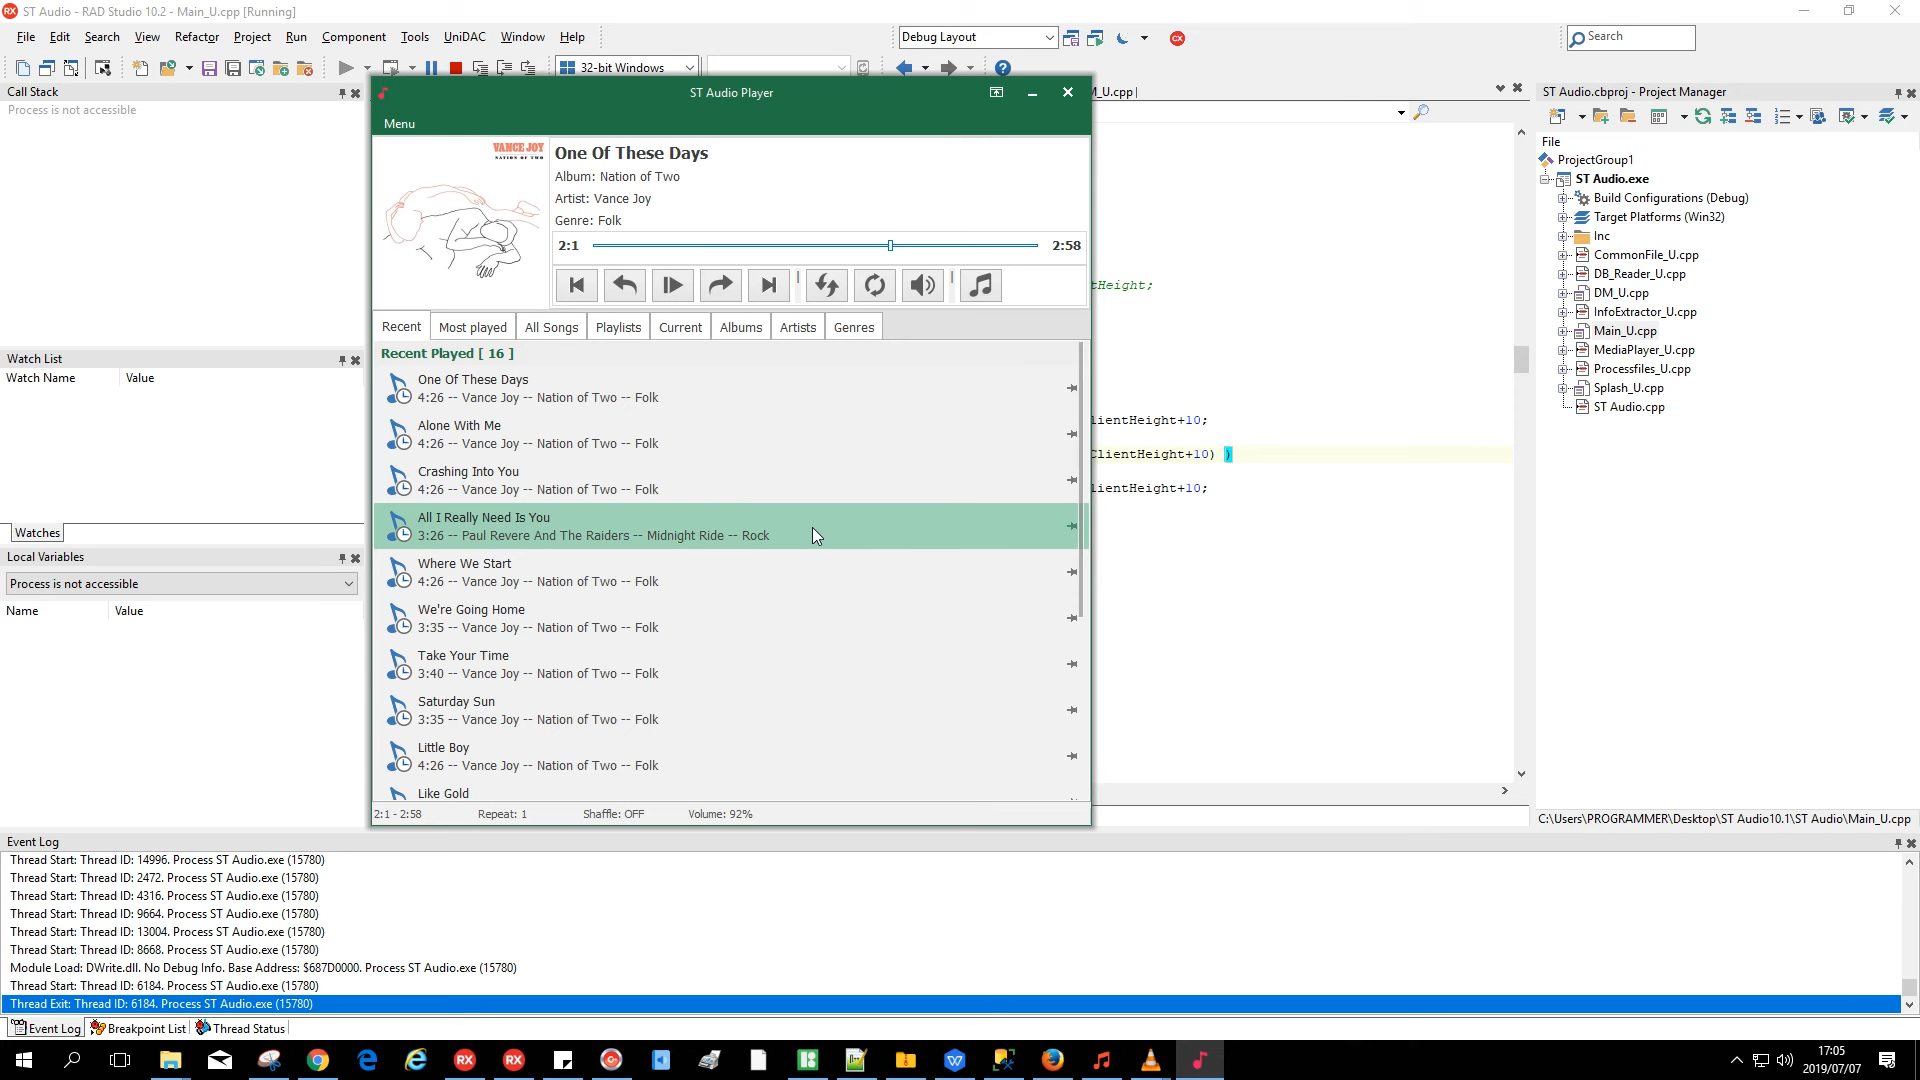 ST Audio - RAD Studio 10.2 - Main_U.cpp [Running]
File Edit Search View Refactor Project Run Component Tools UniDAC Window Help
Debug Layout
Search
32-bit Windows
Call Stack
Process is not accessible
Watch List
Watch Name Value
Watches
Local Variables
Process is not accessible
Name Value
ST Audio Player
Menu
VANCE JOY
NATION OF TWO
One Of These Days
Album: Nation of Two
Artist: Vance Joy
Genre: Folk
2:1 2:58
Recent Most played All Songs Playlists Current Albums Artists Genres
Recent Played [ 16 ]
One Of These Days
4:26 -- Vance Joy -- Nation of Two -- Folk
Alone With Me
4:26 -- Vance Joy -- Nation of Two -- Folk
Crashing Into You
4:26 -- Vance Joy -- Nation of Two -- Folk
All I Really Need Is You
3:26 -- Paul Revere And The Raiders -- Midnight Ride -- Rock
Where We Start
4:26 -- Vance Joy -- Nation of Two -- Folk
We're Going Home
3:35 -- Vance Joy -- Nation of Two -- Folk
Take Your Time
3:40 -- Vance Joy -- Nation of Two -- Folk
Saturday Sun
3:35 -- Vance Joy -- Nation of Two -- Folk
Little Boy
4:26 -- Vance Joy -- Nation of Two -- Folk
Like Gold
2:1 - 2:58 Repeat: 1 Shaffle: OFF Volume: 92%
M_U.cpp
tHeight;
lientHeight+10;
ClientHeight+10) )
lientHeight+10;
ST Audio.cbproj - Project Manager
File
ProjectGroup1
ST Audio.exe
Build Configurations (Debug)
Target Platforms (Win32)
Inc
CommonFile_U.cpp
DB_Reader_U.cpp
DM_U.cpp
InfoExtractor_U.cpp
Main_U.cpp
MediaPlayer_U.cpp
Processfiles_U.cpp
Splash_U.cpp
ST Audio.cpp
C:\Users\PROGRAMMER\Desktop\ST Audio10.1\ST Audio\Main_U.cpp
Event Log
Thread Start: Thread ID: 14996. Process ST Audio.exe (15780)
Thread Start: Thread ID: 2472. Process ST Audio.exe (15780)
Thread Start: Thread ID: 4316. Process ST Audio.exe (15780)
Thread Start: Thread ID: 9664. Process ST Audio.exe (15780)
Thread Start: Thread ID: 13004. Process ST Audio.exe (15780)
Thread Start: Thread ID: 8668. Process ST Audio.exe (15780)
Module Load: DWrite.dll. No Debug Info. Base Address: $687D0000. Process ST Audio.exe (15780)
Thread Start: Thread ID: 6184. Process ST Audio.exe (15780)
Thread Exit: Thread ID: 6184. Process ST Audio.exe (15780)
Event Log Breakpoint List Thread Status
17:05
2019/07/07